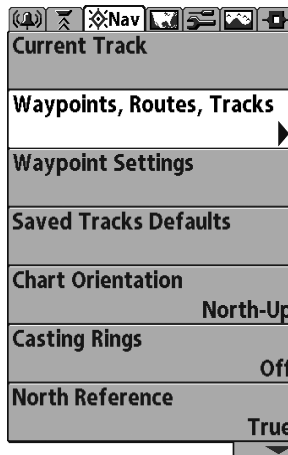 Nav
Current Track
Waypoints, Routes, Tracks
Waypoint Settings
Saved Tracks Defaults
Chart Orientation
North-Up
Casting Rings
Off
North Reference
True